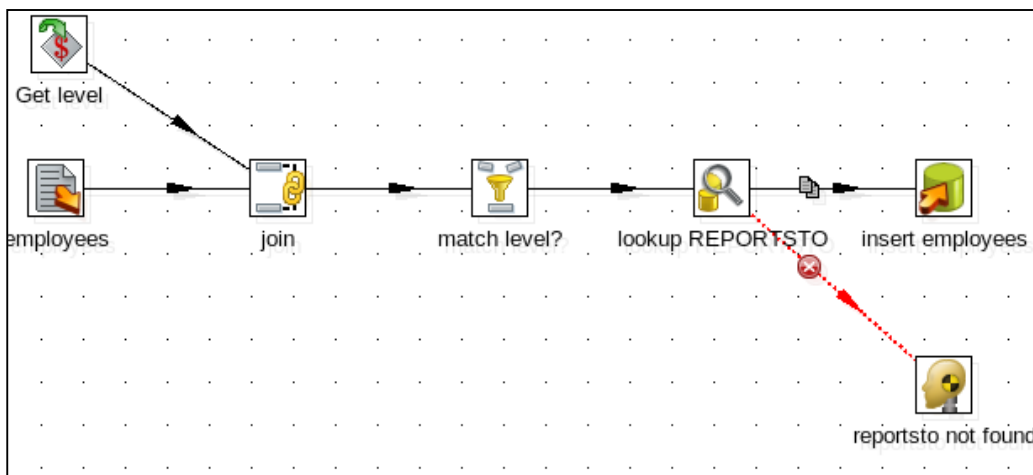 Get level
employees
join
match level?
lookup REPORTSTO
insert employees
reportsto not found